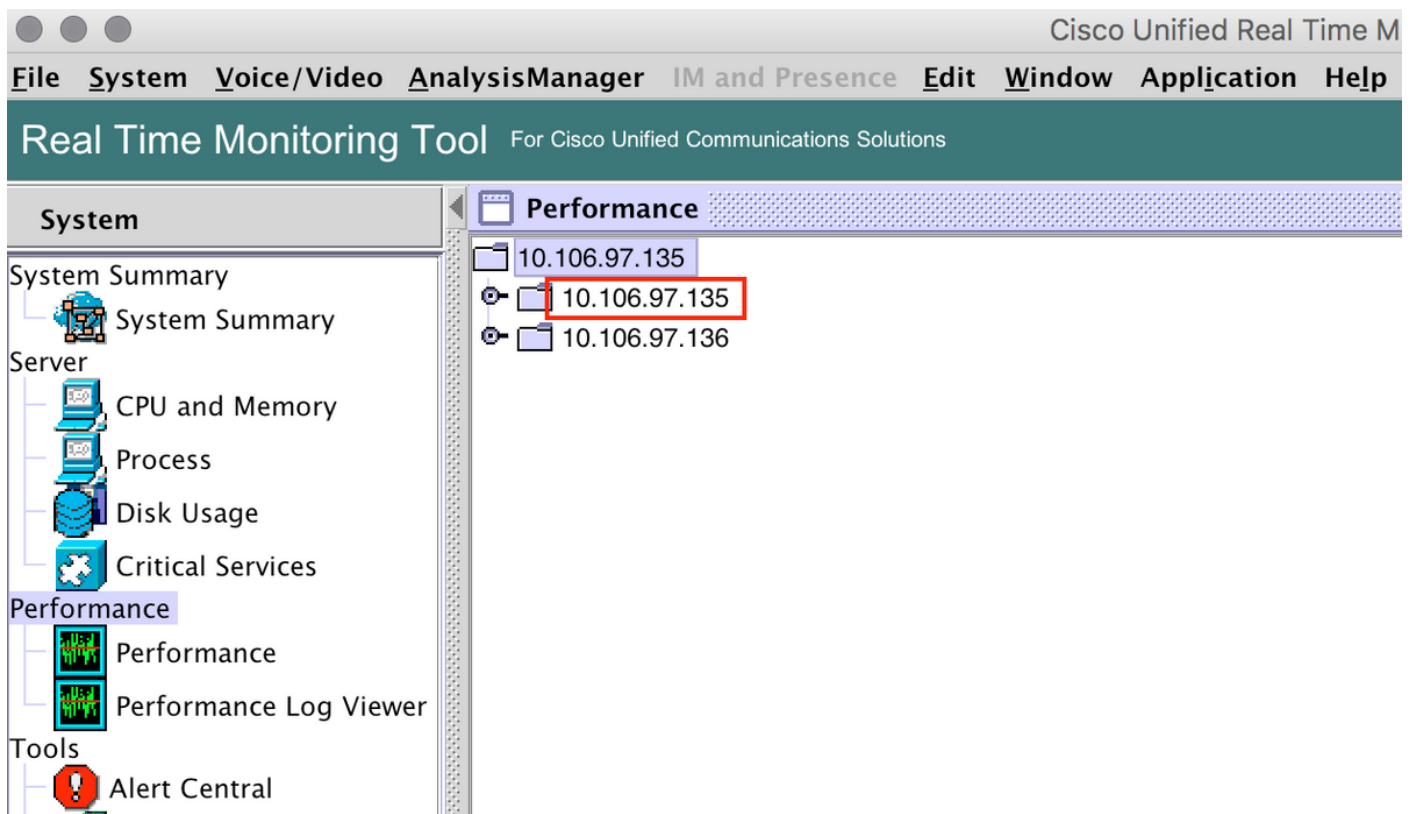 Cisco Unified Real Time M
File System Voice/Video AnalysisManager IM and Presence Edit Window Application Help
Real Time Monitoring Tool For Cisco Unified Communications Solutions
System
System Summary
System Summary
Server
CPU and Memory
Process
Disk Usage
Critical Services
Performance
Performance
Performance Log Viewer
Tools
Alert Central
Performance
10.106.97.135
10.106.97.135
10.106.97.136